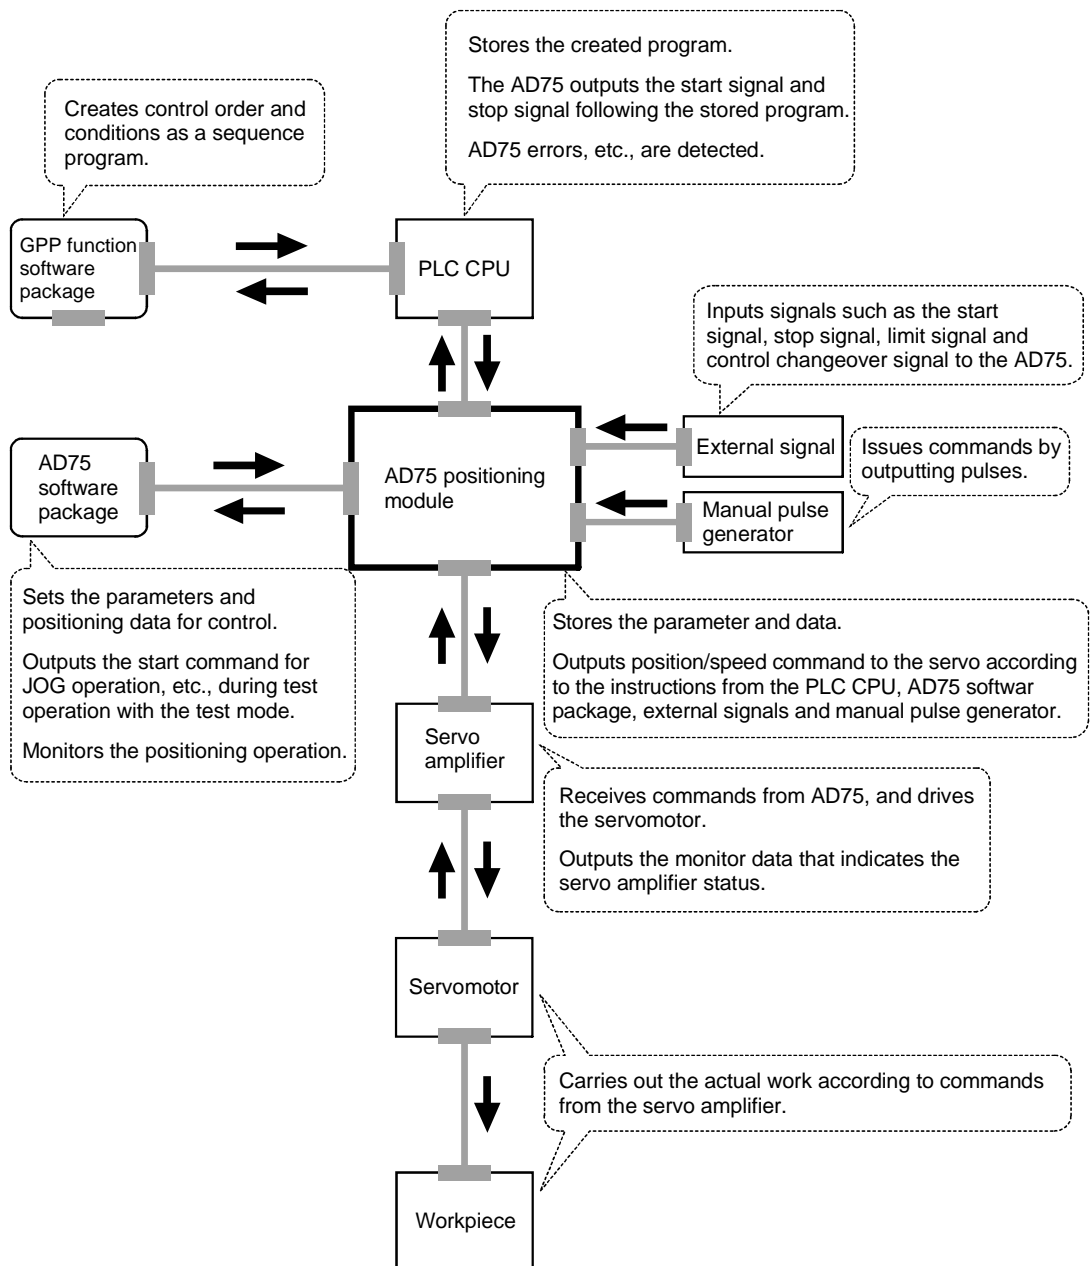 Stores the created program.
The AD75 outputs the start signal and
stop signal following the stored program.
AD75 errors, etc., are detected.
Creates control order and
conditions as a sequence
program.
GPP function
software
package
PLC CPU
Inputs signals such as the start
signal, stop signal, limit signal and
control changeover signal to the AD75.
AD75
software
package
AD75 positioning
module
External signal
Issues commands by
outputting pulses.
Manual pulse
generator
Sets the parameters and
positioning data for control.
Outputs the start command for
JOG operation, etc., during test
operation with the test mode.
Monitors the positioning operation.
Stores the parameter and data.
Outputs position/speed command to the servo according
to the instructions from the PLC CPU, AD75 softwar
package, external signals and manual pulse generator.
Servo
amplifier
Receives commands from AD75, and drives
the servomotor.
Outputs the monitor data that indicates the
servo amplifier status.
Servomotor
Carries out the actual work according to commands
from the servo amplifier.
Workpiece